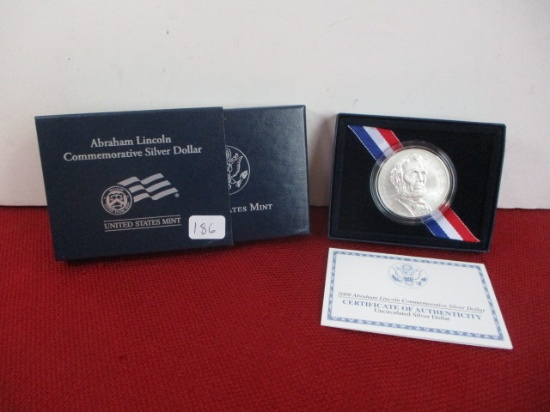 Abraham Lincoln
Commemorative Silver Dollar
UNITED STATES MINT
186
TES MINT
2009 Abraham Lincoln Commemorative Silver Dollar
CERTIFICATE OF AUTHENTICITY
Uncirculated Silver Dollar